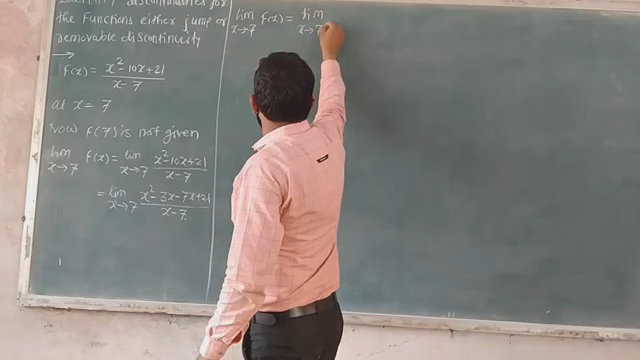 discontinuities for
the functions either jump or
removable discontinuity
→ f(x) = x²-10x+21 / x-7
at x = 7
Now f(7) is not given
lim x→7 f(x) = lim x→7 x²-10x+21 / x-7
= lim x→7 x²-3x-7x+21 / x-7
lim x→7 f(x) = lim x→7